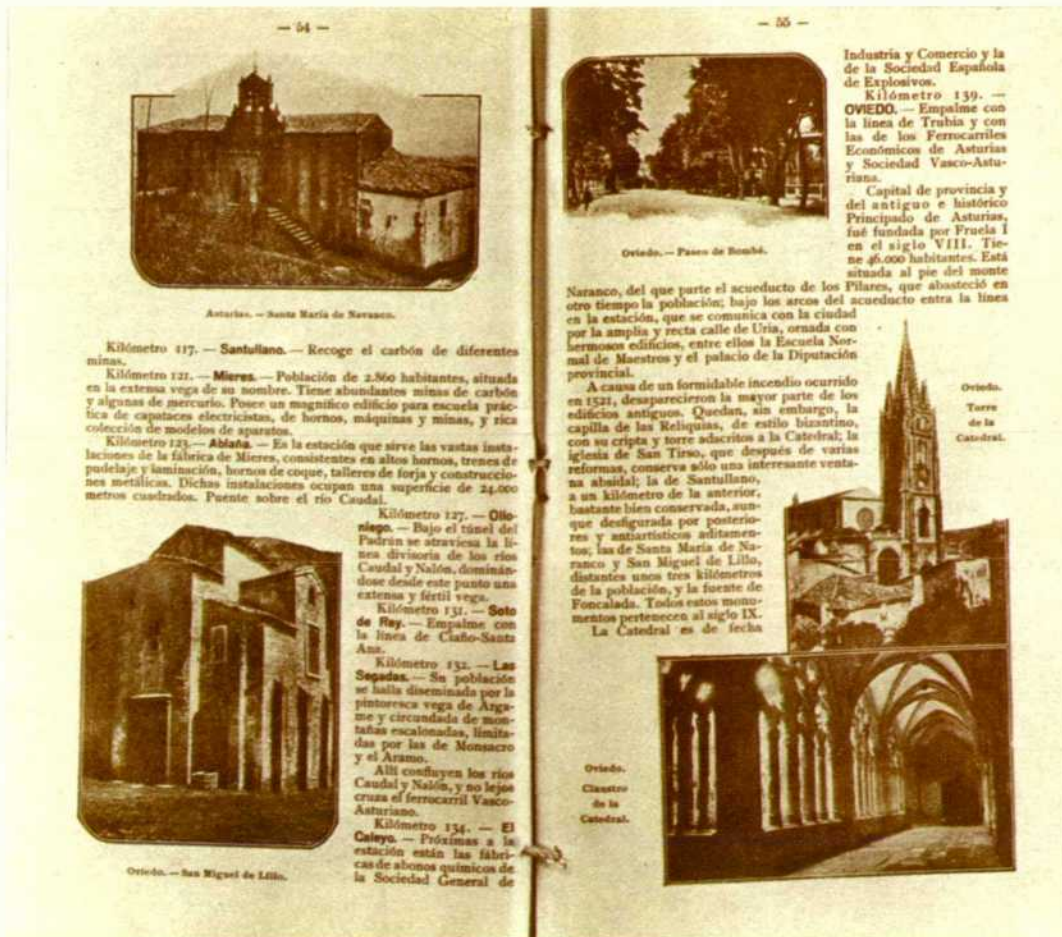 — 54 —
Asturias. — Santa María de Navanco.
Kilómetro 117. — Santullano. — Recoge el carbón de diferentes
minas.
Kilómetro 121. — Mieres. — Población de 2.860 habitantes, situada
en la extensa vega de su nombre. Tiene abundantes minas de carbón
y algunas de mercurio. Posee un magnífico edificio para escuela prác-
tica de capataces electricistas, de hornos, máquinas y minas, y rica
colección de modelos de aparatos.
Kilómetro 123. — Ablaña. — Es la estación que sirve las vastas insta-
laciones de la fábrica de Mieres, consistentes en altos hornos, trenes de
pudelaje y laminación, hornos de coque, talleres de forja y construccio-
nes metálicas. Dichas instalaciones ocupan una superficie de 24.000
metros cuadrados. Puente sobre el río Caudal.
Kilómetro 127. — Ollo-
niego. — Bajo el túnel del
Padrún se atraviesa la lí-
nea divisoria de los ríos
Caudal y Nalón, dominán-
dose desde este punto una
extensa y fértil vega.
Kilómetro 131. — Soto
de Rey. — Empalme con
la línea de Ciaño-Santa
Ana.
Kilómetro 132. — Las
Segadas. — Su población
se halla diseminada por la
pintoresca vega de Árga-
me y circundada de mon-
tañas escalonadas, limita-
das por las de Monsacro
y el Aramo.
Allí confluyen los ríos
Caudal y Nalón, y no lejos
cruza el ferrocarril Vasco-
Asturiano.
Kilómetro 134. — El
Caleyo. — Próximas a la
estación están las fábri-
cas de abonos químicos de
la Sociedad General de
Oviedo. — San Miguel de Lillo.
— 55 —
Oviedo. — Paseo de Bombé.
Industria y Comercio y la
de la Sociedad Española
de Explosivos.
Kilómetro 139. —
OVIEDO. — Empalme con
la línea de Trubia y con
las de los Ferrocarriles
Económicos de Asturias
y Sociedad Vasco-Astu-
riana.
Capital de provincia y
del antiguo e histórico
Principado de Asturias,
fué fundada por Fruela I
en el siglo VIII. Tie-
ne 46.000 habitantes. Está
situada al pie del monte
Naranco, del que parte el acueducto de los Pilares, que abasteció en
otro tiempo la población; bajo los arcos del acueducto entra la línea
en la estación, que se comunica con la ciudad
por la amplia y recta calle de Uria, ornada con
hermosos edificios, entre ellos la Escuela Nor-
mal de Maestros y el palacio de la Diputación
provincial.
A causa de un formidable incendio ocurrido
en 1521, desaparecieron la mayor parte de los
edificios antiguos. Quedan, sin embargo, la
capilla de las Reliquias, de estilo bizantino,
con su cripta y torre adscritos a la Catedral; la
iglesia de San Tirso, que después de varias
reformas, conserva sólo una interesante venta-
na absidal; la de Santullano,
a un kilómetro de la anterior,
bastante bien conservada, aun-
que desfigurada por posterio-
res y antiartísticos aditamen-
tos; las de Santa María de Na-
ranco y San Miguel de Lillo,
distantes unos tres kilómetros
de la población, y la fuente de
Foncalada. Todos estos monu-
mentos pertenecen al siglo IX.
La Catedral es de fecha
Oviedo.
Torre
de la
Catedral.
Oviedo.
Claustro
de la
Catedral.